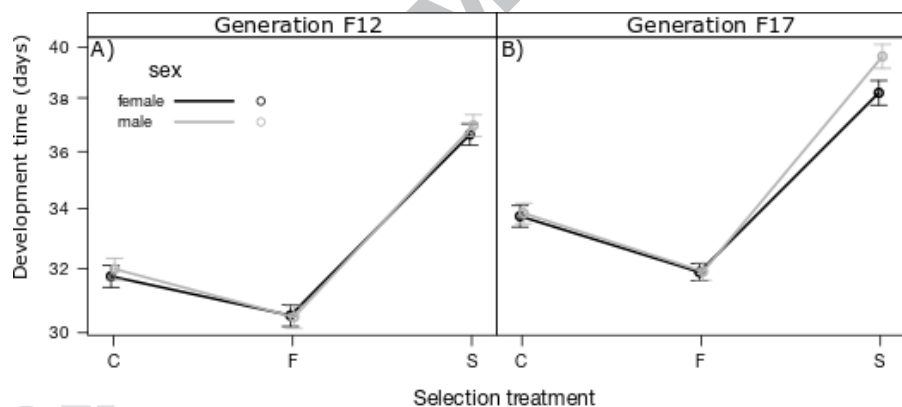 Generation F12
Generation F17
Development time (days)
40
38
36
34
32
30
A)
sex
female
male
B)
C
F
S
C
F
S
Selection treatment